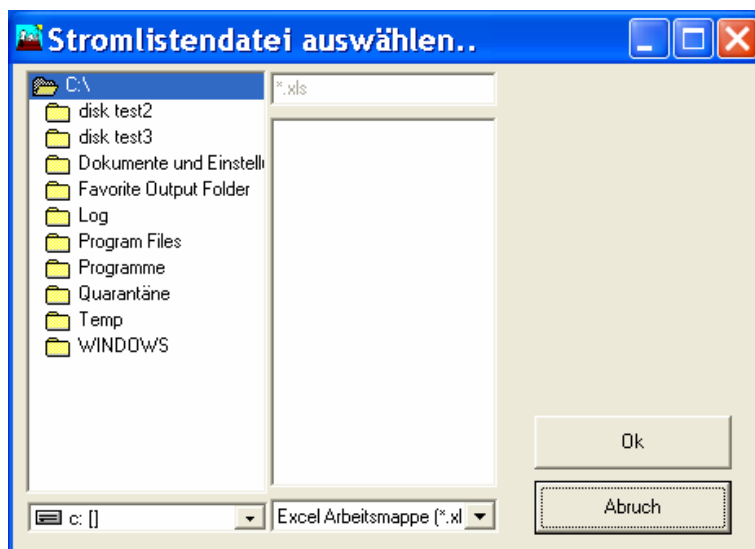 Stromlistendatei auswählen..
C:\
disk test2
disk test3
Dokumente und Einstell
Favorite Output Folder
Log
Program Files
Programme
Quarantäne
Temp
WINDOWS
*.xls
c: []
Excel Arbeitsmappe (*.xl
Ok
Abruch